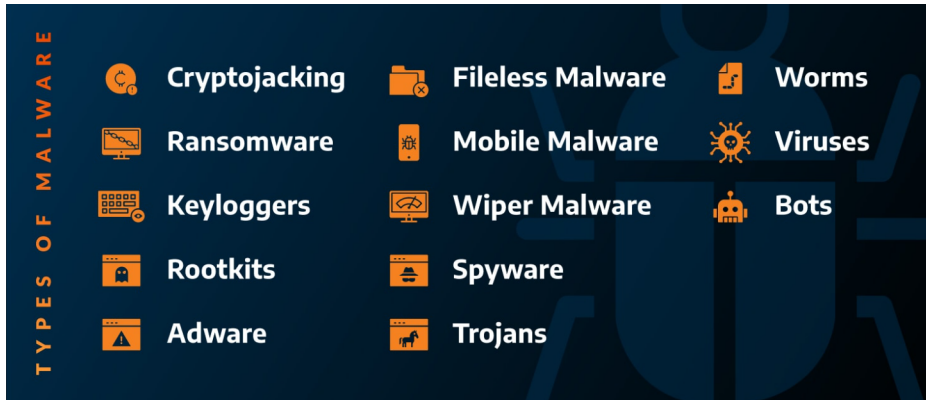 TYPES OF MALWARE
Cryptojacking
Ransomware
Keyloggers
Rootkits
Adware
Fileless Malware
Mobile Malware
Wiper Malware
Spyware
Trojans
Worms
Viruses
Bots